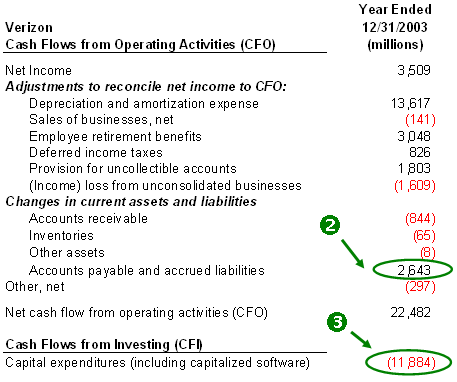 Year Ended
Verizon 12/31/2003
Cash Flows from Operating Activities (CFO) (millions)
Net Income 3,509
Adjustments to reconcile net income to CFO:
Depreciation and amortization expense 13,617
Sales of businesses, net (141)
Employee retirement benefits 3,048
Deferred income taxes 826
Provision for uncollectible accounts 1,803
(Income) loss from unconsolidated businesses (1,609)
Changes in current assets and liabilities
Accounts receivable (844)
Inventories (65)
2
Other assets (8)
Accounts payable and accrued liabilities 2,643
Other, net (297)
Net cash flow from operating activities (CFO) 22,482
3
Cash Flows from Investing (CFI)
Capital expenditures (including capitalized software) (11,884)